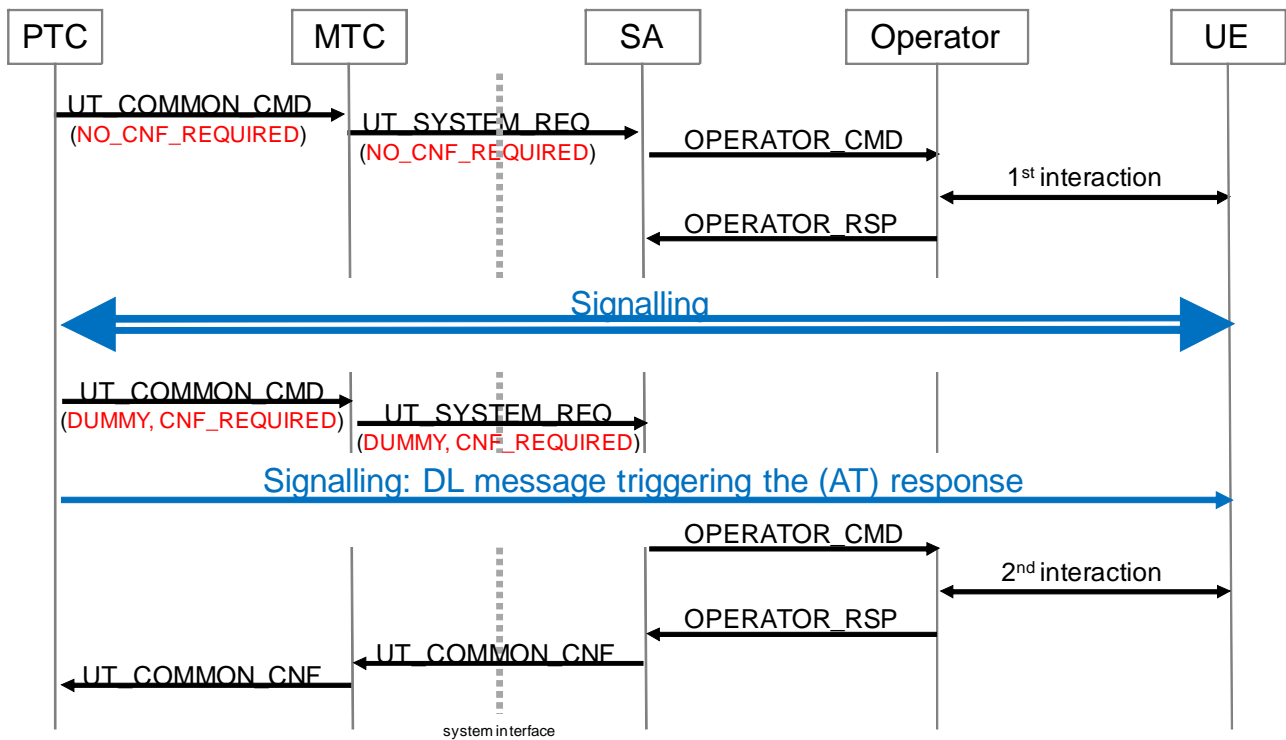 PTC MTC SA Operator UE
UT_COMMON_CMD
(NO_CNF_REQUIRED)
UT_SYSTEM_REQ
(NO_CNF_REQUIRED)
OPERATOR_CMD
1st interaction
OPERATOR_RSP
Signalling
UT_COMMON_CMD
(DUMMY, CNF_REQUIRED)
UT_SYSTEM_REQ
(DUMMY, CNF_REQUIRED)
Signalling: DL message triggering the (AT) response
OPERATOR_CMD
2nd interaction
OPERATOR_RSP
UT_COMMON_CNF
UT_COMMON_CNF
system interface